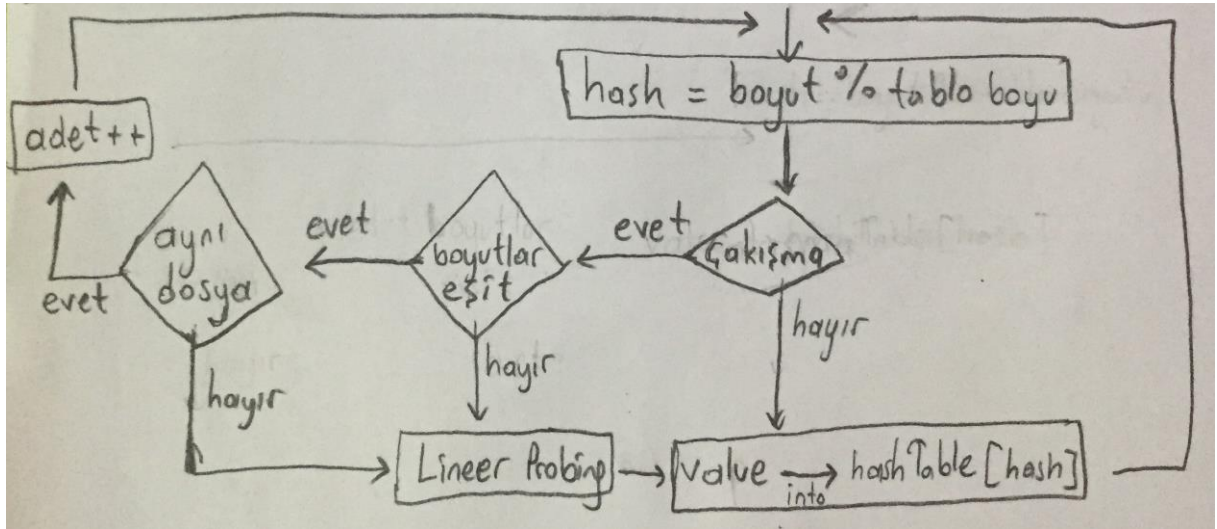 hash = boyut % tablo boyu
adet++
aynı
dosya
evet
boyutlar
eşit
evet
Çakışma
evet
hayır
hayır
hayır
Lineer Probing
value into hashTable [hash]